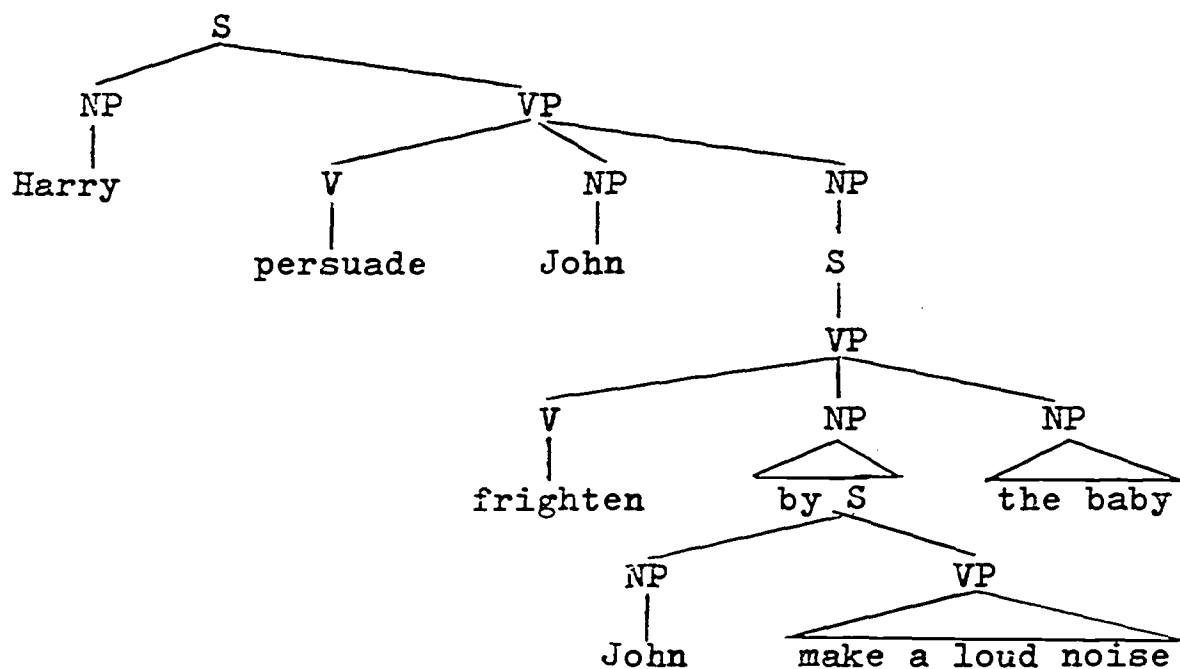 S
NP VP
Harry V NP NP
persuade John S
VP
V NP NP
frighten by S the baby
NP VP
John make a loud noise